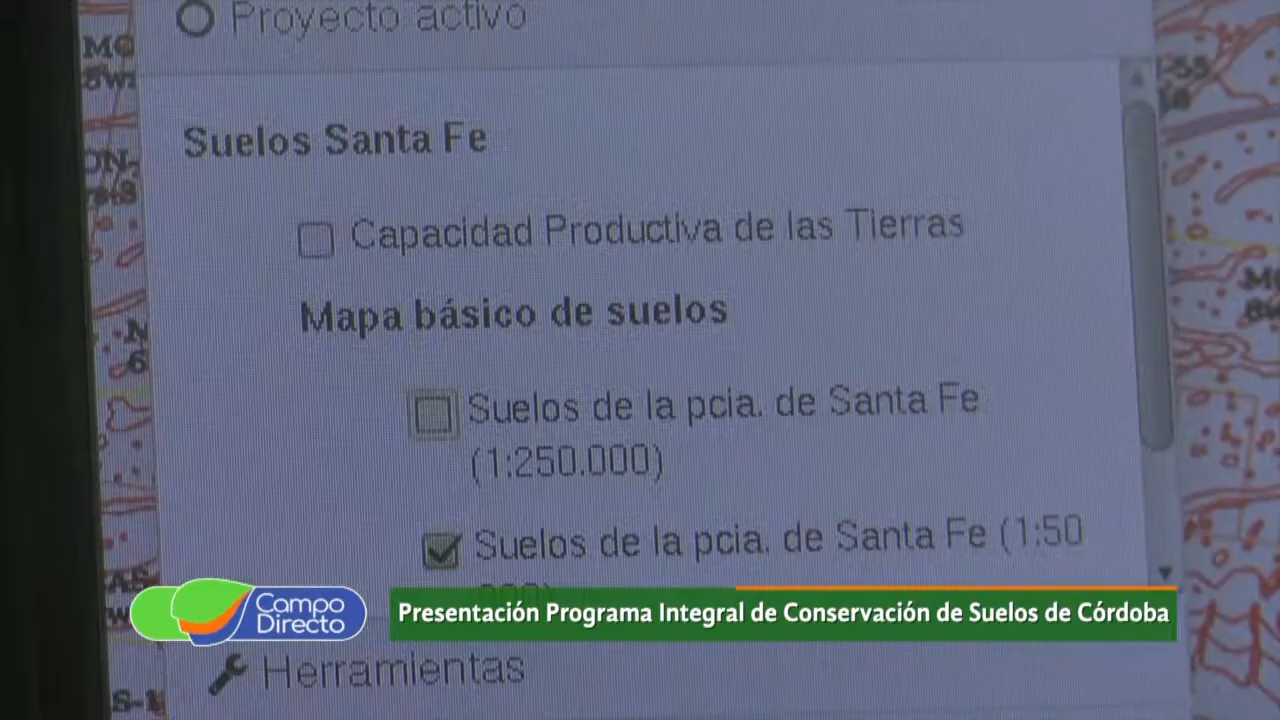 Proyecto activo
Suelos Santa Fe
Capacidad Productiva de las Tierras
Mapa básico de suelos
Suelos de la pcia. de Santa Fe
(1:250.000)
Suelos de la pcia. de Santa Fe (1:50
Campo
Directo
Presentación Programa Integral de Conservación de Suelos de Córdoba
Herramientas